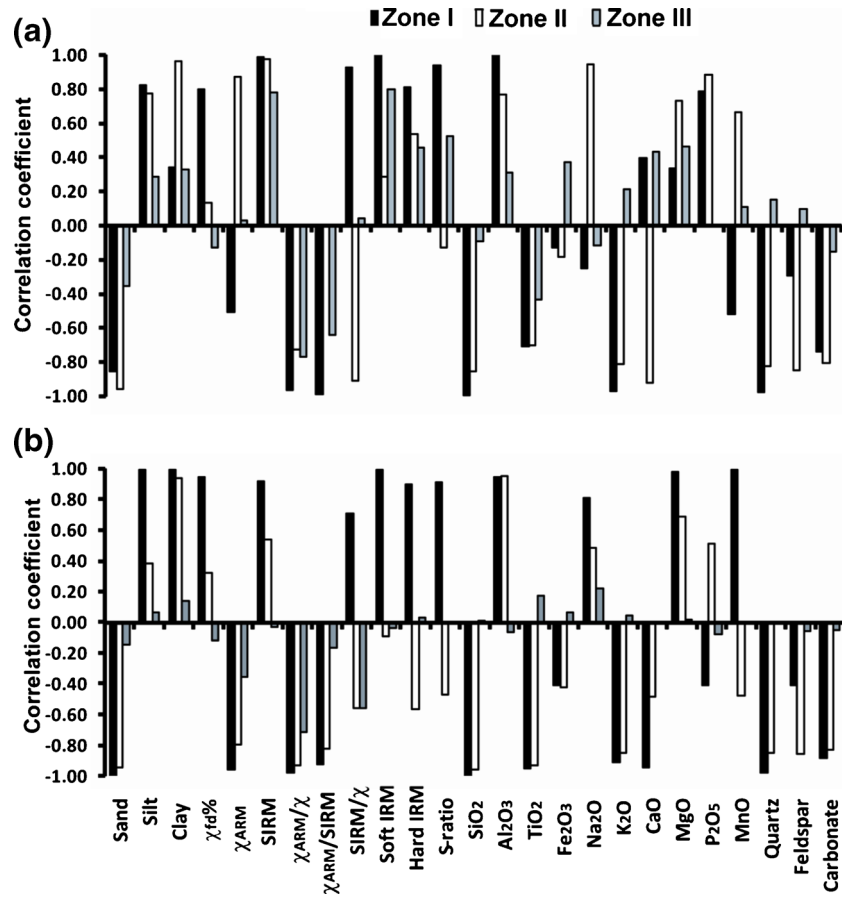 (a)
Zone I Zone II Zone III
Correlation coefficient
1.00
0.80
0.60
0.40
0.20
0.00
-0.20
-0.40
-0.60
-0.80
-1.00
(b)
Correlation coefficient
1.00
0.80
0.60
0.40
0.20
0.00
-0.20
-0.40
-0.60
-0.80
-1.00
Sand
Silt
Clay
χfd%
χARM
SIRM
χARM/χ
χARM/SIRM
SIRM/χ
Soft IRM
Hard IRM
S-ratio
SiO2
Al2O3
TiO2
Fe2O3
Na2O
K2O
CaO
MgO
P2O5
MnO
Quartz
Feldspar
Carbonate